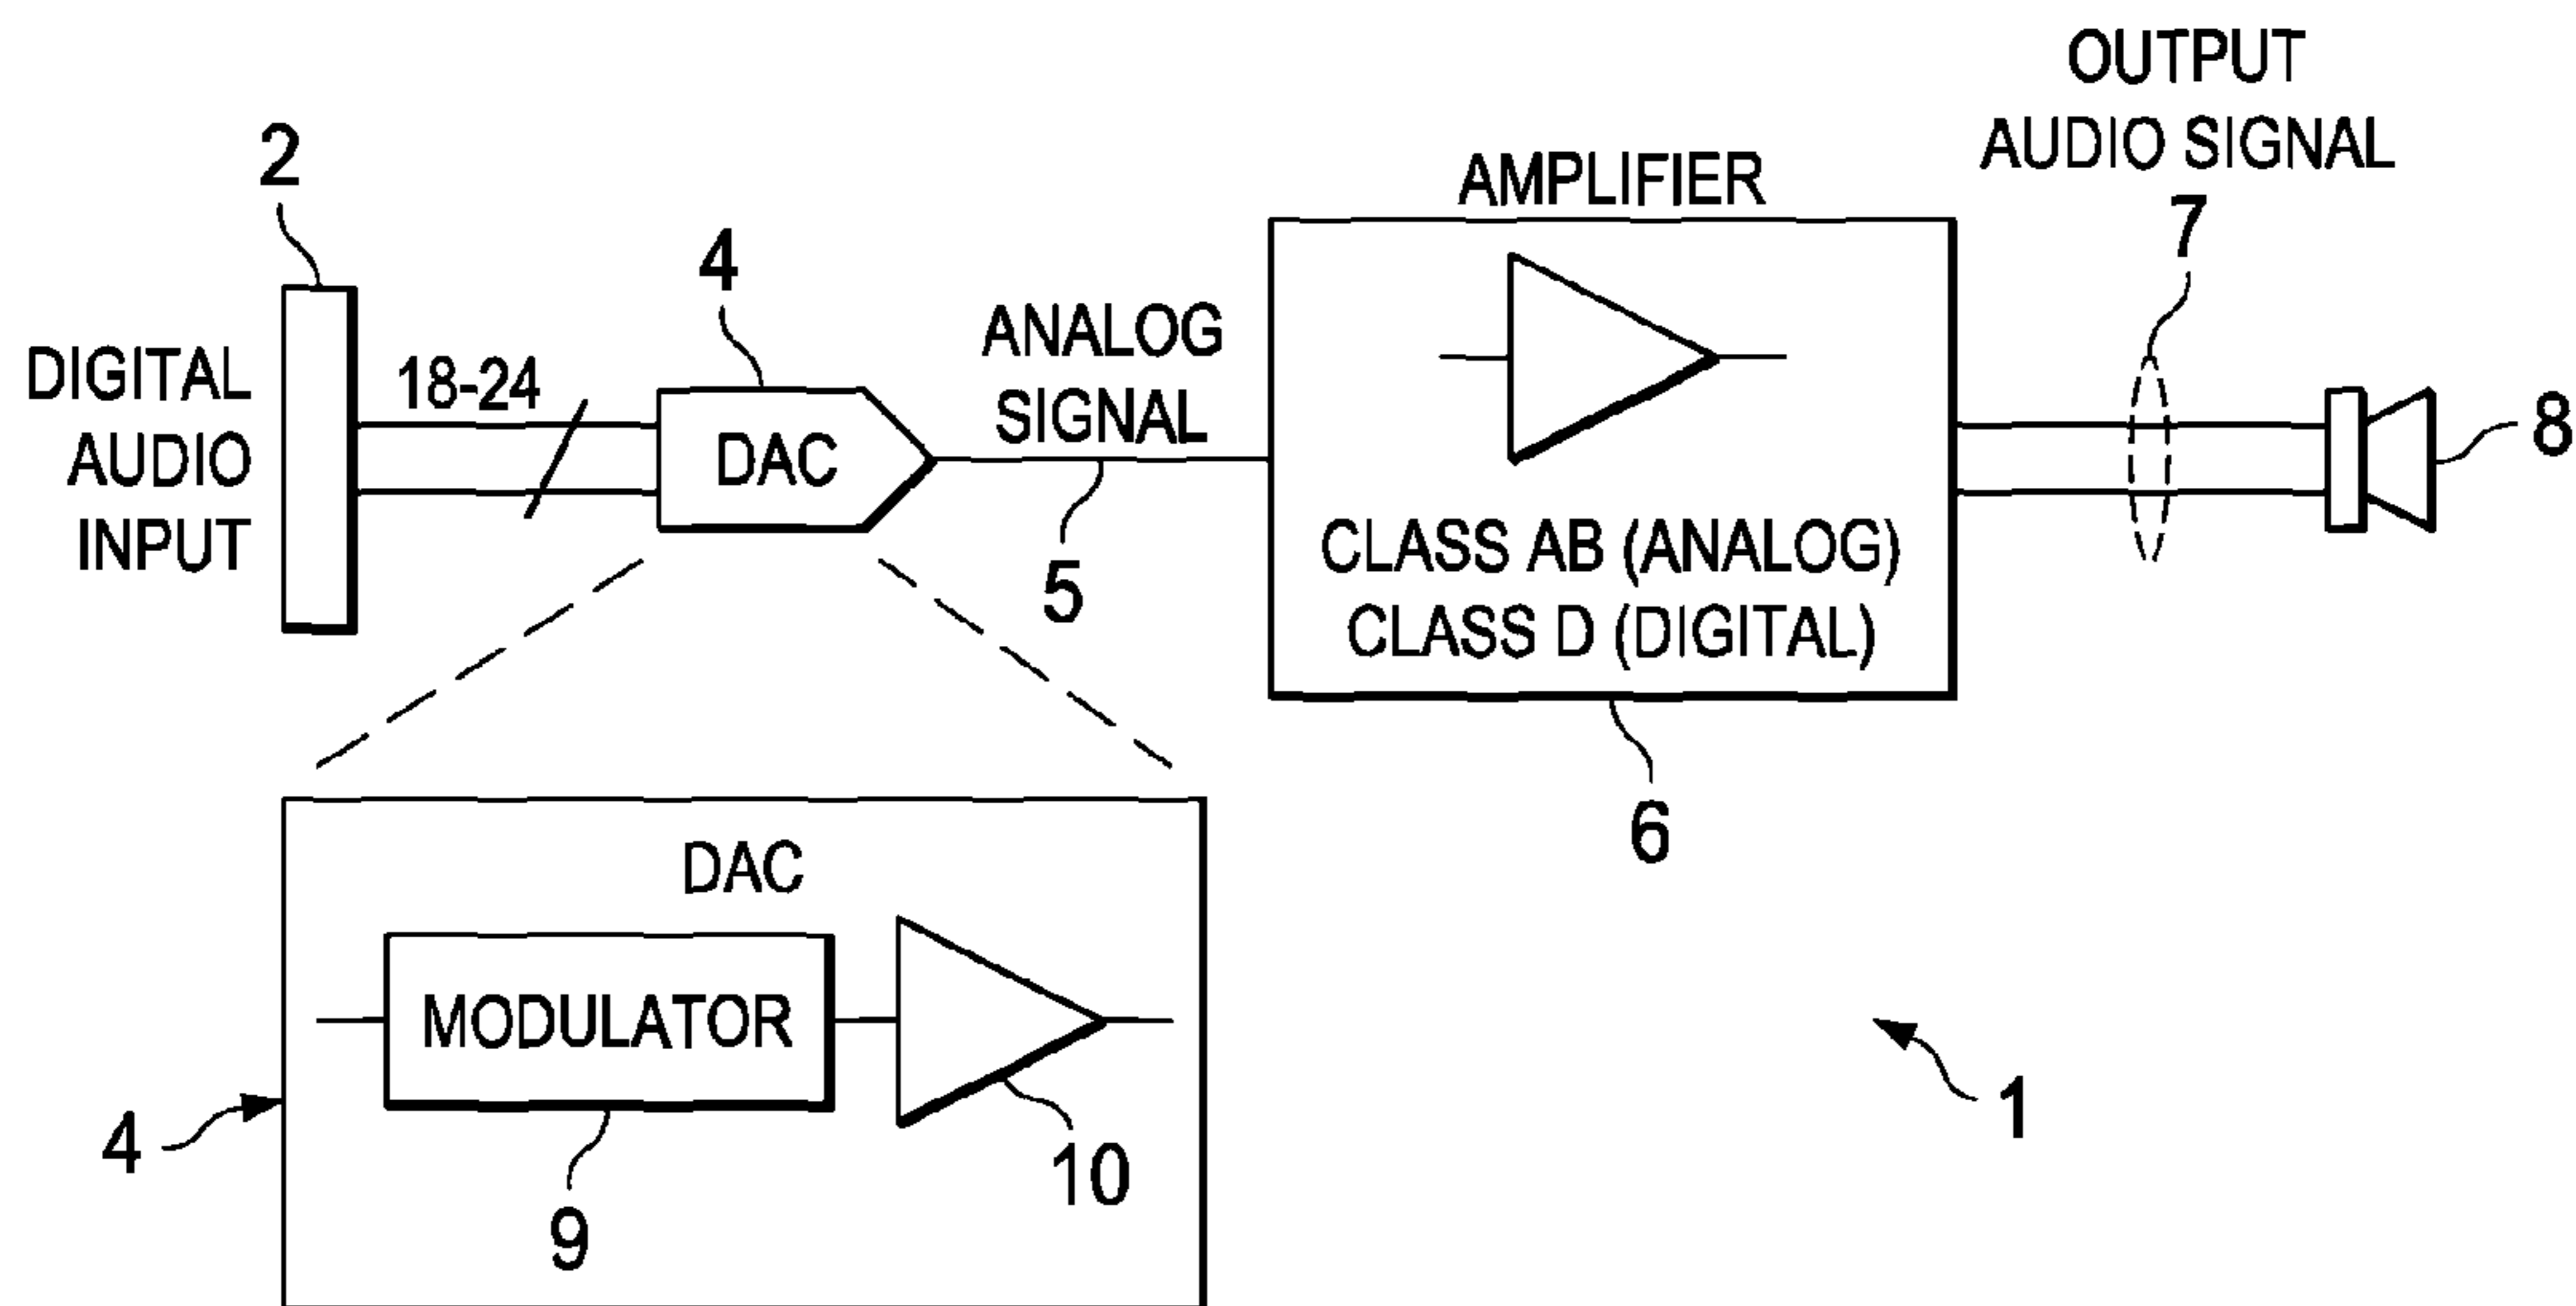 OUTPUT
AUDIO SIGNAL
7
AMPLIFIER
2
4
DIGITAL
AUDIO
INPUT
18-24
DAC
ANALOG
SIGNAL
5
CLASS AB (ANALOG)
CLASS D (DIGITAL)
6
8
DAC
MODULATOR
9
10
4
1